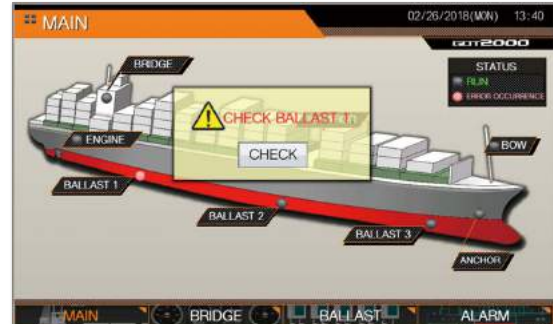 MAIN
02/26/2018(MON) 13:40
GOT2000
STATUS
RUN
ERROR OCCURRENCE
BRIDGE
CHECK BALLAST 1.
CHECK
ENGINE
BOW
BALLAST 1
BALLAST 2
BALLAST 3
ANCHOR
MAIN
BRIDGE
BALLAST
ALARM